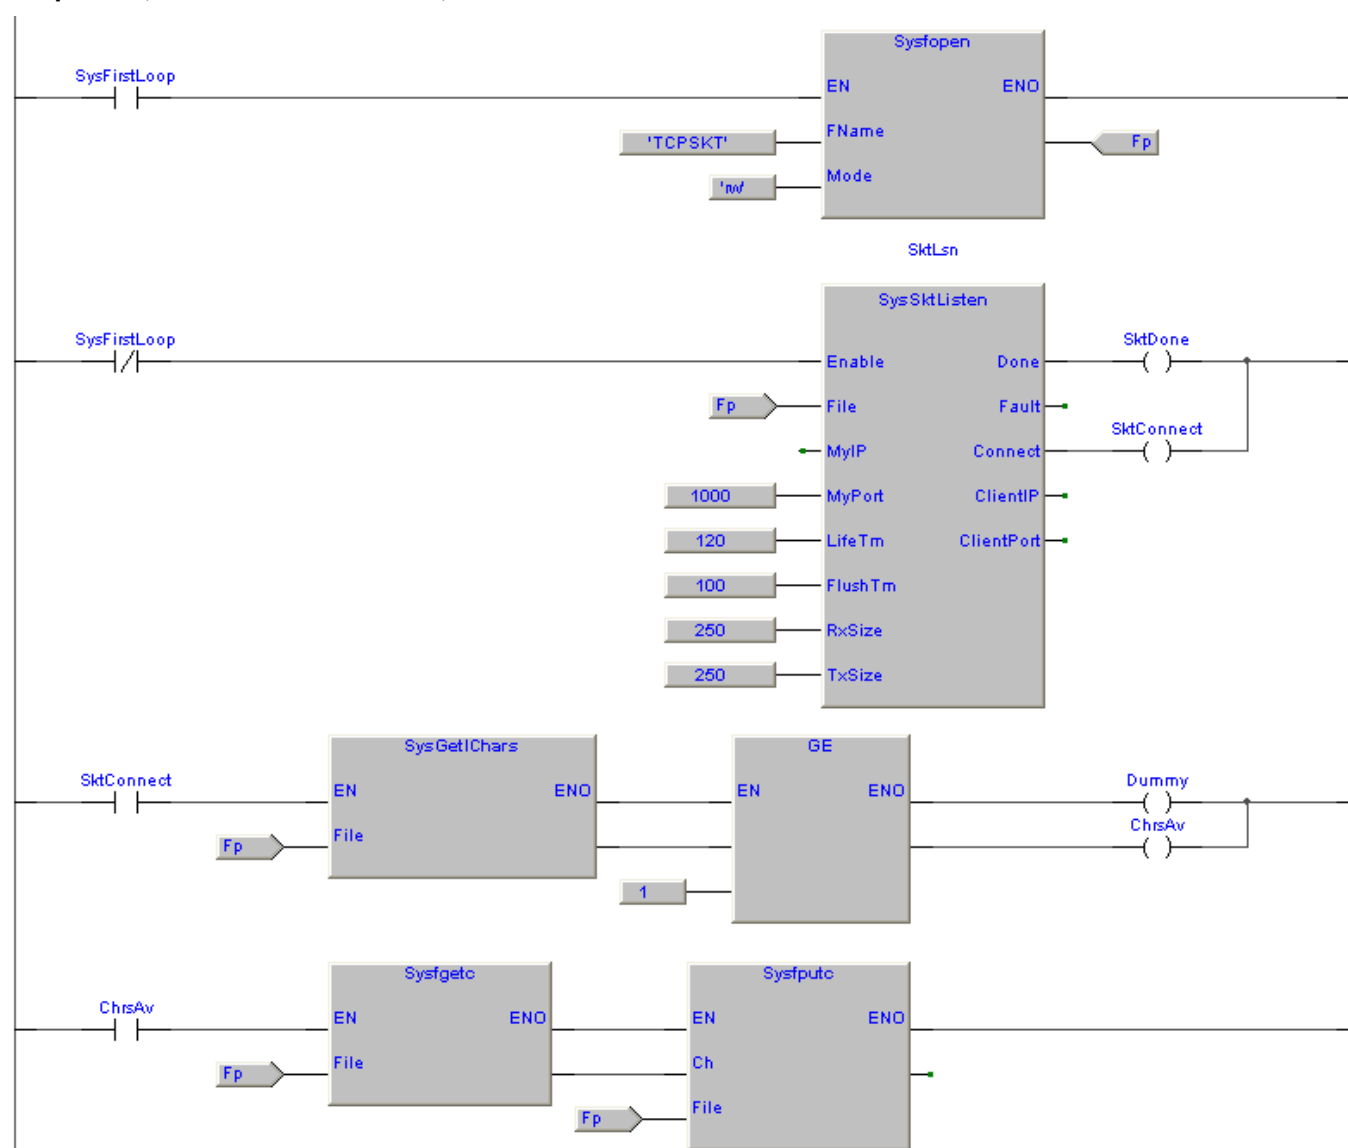 Sysfopen
SysFirstLoop
EN ENO
'TCPSKT' FName Fp
'rw' Mode
SktLsn
SysSktListen
SysFirstLoop SktDone
Enable Done
Fp File Fault
SktConnect
MyIP Connect
1000 MyPort ClientIP
120 LifeTm ClientPort
100 FlushTm
250 RxSize
250 TxSize
SysGetIChars GE
SktConnect Dummy
EN ENO EN ENO
ChrsAv
Fp File
1
Sysfgetc Sysfputc
ChrsAv
EN ENO EN ENO
Fp File Ch
Fp File